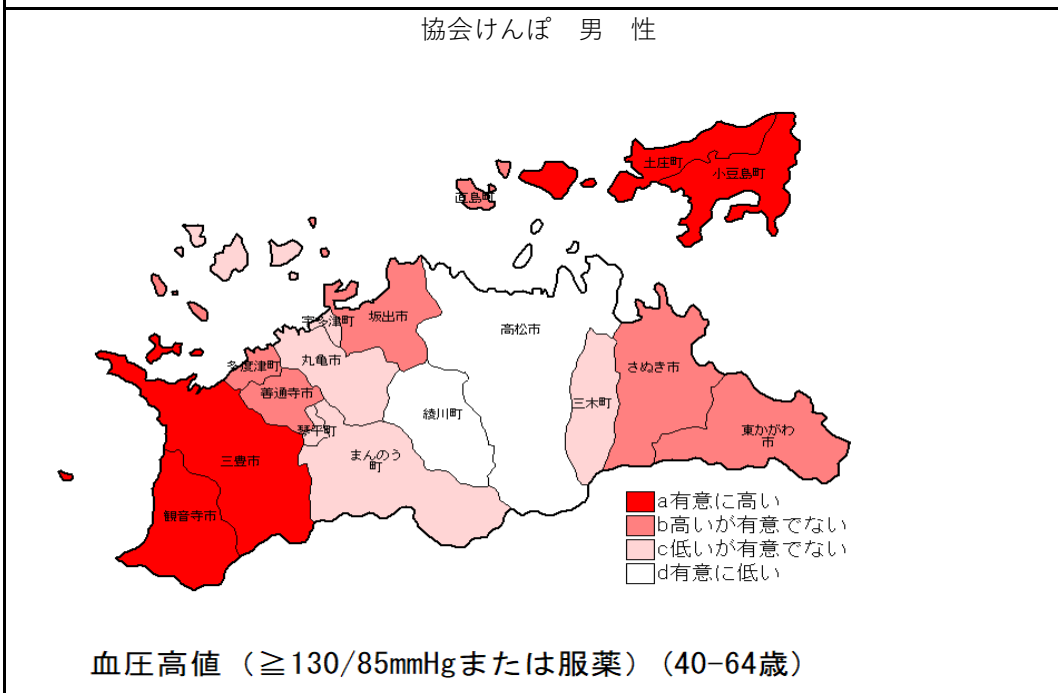 協会けんぽ　男　性
土庄町
小豆島町
直島町
宇多津町
坂出市
高松市
多度津町
丸亀市
さぬき市
善通寺市
三木町
綾川町
琴平町
東かがわ
市
まんのう
町
三豊市
観音寺市
a有意に高い
b高いが有意でない
c低いが有意でない
d有意に低い
血圧高値（≧130/85mmHgまたは服薬）（40-64歳）